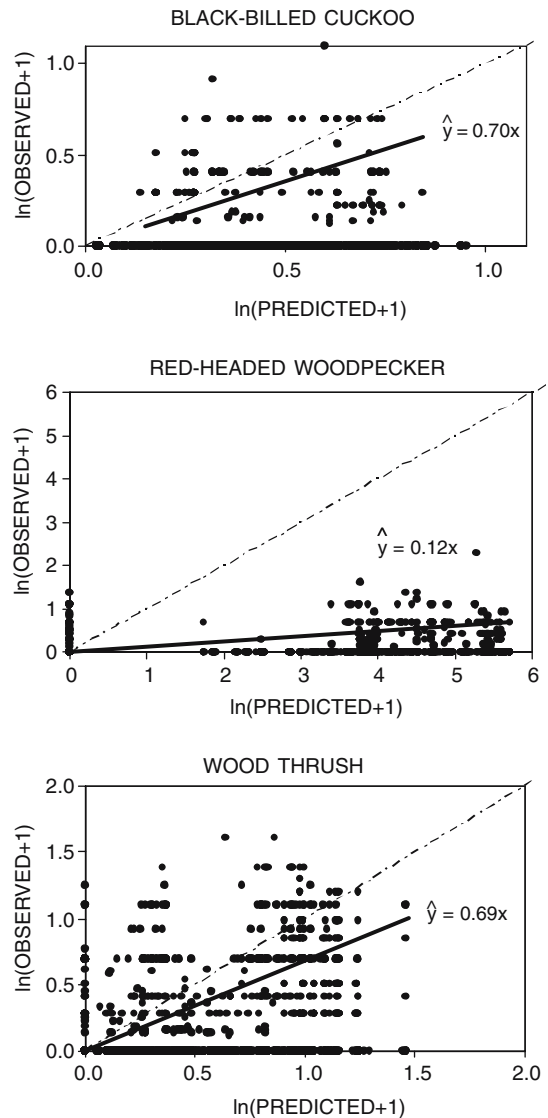 BLACK-BILLED CUCKOO
ln(OBSERVED+1)
1.0
0.5
0.0
ŷ = 0.70x
0.0 0.5 1.0
ln(PREDICTED+1)
RED-HEADED WOODPECKER
ln(OBSERVED+1)
6
5
4
3
2
1
0
ŷ = 0.12x
0 1 2 3 4 5 6
ln(PREDICTED+1)
WOOD THRUSH
ln(OBSERVED+1)
2.0
1.5
1.0
0.5
0.0
ŷ = 0.69x
0.0 0.5 1.0 1.5 2.0
ln(PREDICTED+1)